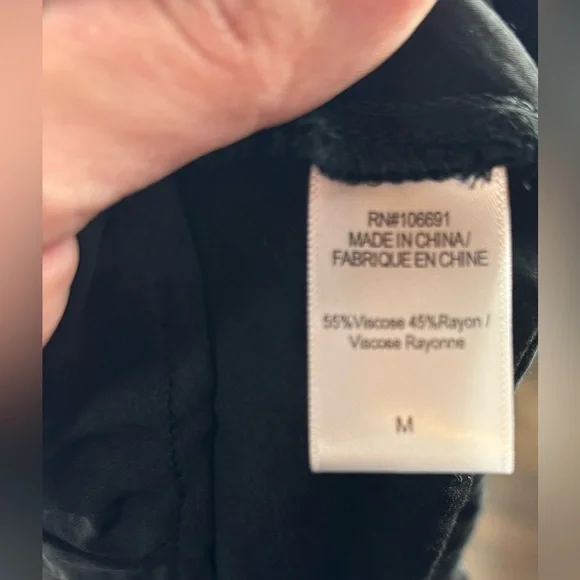 RN#106691
MADE IN CHINA/
FABRIQUE EN CHINE
55%Viscose 45%Rayon /
Viscose Rayonne
M